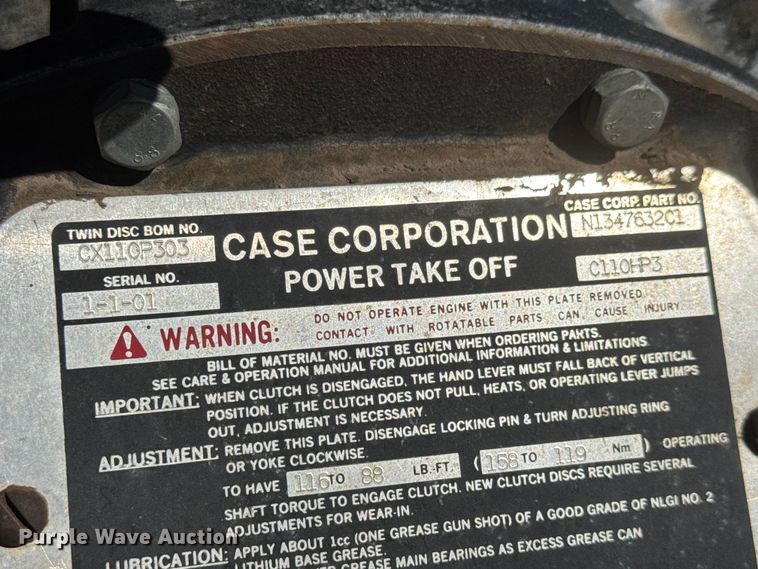 8.8
8.8
TWIN DISC BOM NO.
CX110P303
CASE CORPORATION
CASE CORP. PART NO.
N1347632C1
SERIAL NO.
1-1-01
POWER TAKE OFF
C110HP3
WARNING: DO NOT OPERATE ENGINE WITH THIS PLATE REMOVED.
CONTACT WITH ROTATABLE PARTS CAN CAUSE INJURY.
BILL OF MATERIAL NO. MUST BE GIVEN WHEN ORDERING PARTS.
SEE CARE & OPERATION MANUAL FOR ADDITIONAL INFORMATION & LIMITATIONS
IMPORTANT: WHEN CLUTCH IS DISENGAGED, THE HAND LEVER MUST FALL BACK OF VERTICAL
POSITION. IF THE CLUTCH DOES NOT PULL, HEATS, OR OPERATING LEVER JUMPS
OUT, ADJUSTMENT IS NECESSARY.
ADJUSTMENT: REMOVE THIS PLATE. DISENGAGE LOCKING PIN & TURN ADJUSTING RING
OR YOKE CLOCKWISE.
TO HAVE 116 TO 88 LB.-FT. (158 TO 119 Nm) OPERATING
SHAFT TORQUE TO ENGAGE CLUTCH. NEW CLUTCH DISCS REQUIRE SEVERAL
ADJUSTMENTS FOR WEAR-IN.
LUBRICATION: APPLY ABOUT 1cc (ONE GREASE GUN SHOT) OF A GOOD GRADE OF NLGI NO. 2
LITHIUM BASE GREASE.
GREASE MAIN BEARINGS AS EXCESS GREASE CAN
Purple Wave Auction